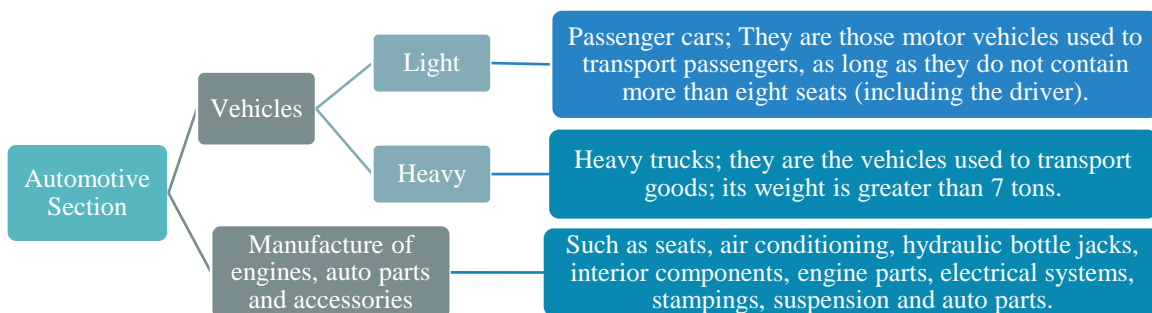 Automotive
Section
Vehicles
Light
Passenger cars; They are those motor vehicles used to
transport passengers, as long as they do not contain
more than eight seats (including the driver).
Heavy
Heavy trucks; they are the vehicles used to transport
goods; its weight is greater than 7 tons.
Manufacture of
engines, auto parts
and accessories
Such as seats, air conditioning, hydraulic bottle jacks,
interior components, engine parts, electrical systems,
stampings, suspension and auto parts.